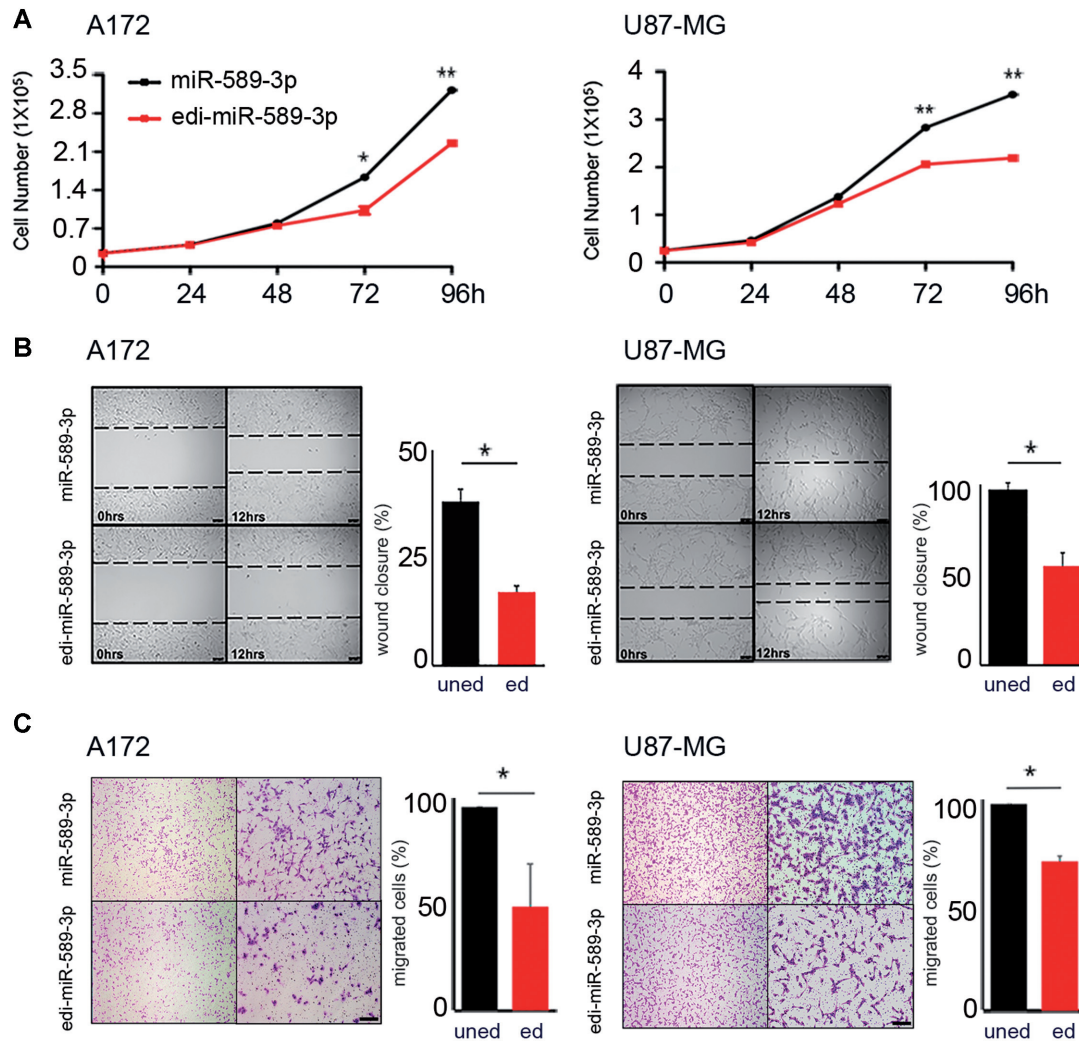 A
A172
U87-MG
Cell Number (1X10⁵)
3.5
2.8
2.1
1.4
0.7
0
miR-589-3p
edi-miR-589-3p
*
**
0 24 48 72 96h
Cell Number (1X10⁵)
4
3
2
1
0
**
**
0 24 48 72 96h
B
A172
U87-MG
miR-589-3p
edi-miR-589-3p
0hrs
12hrs
0hrs
12hrs
wound closure (%)
50
25
0
*
uned ed
miR-589-3p
edi-miR-589-3p
0hrs
12hrs
0hrs
12hrs
wound closure (%)
100
50
0
*
uned ed
C
A172
U87-MG
miR-589-3p
edi-miR-589-3p
migrated cells (%)
100
50
0
*
uned ed
miR-589-3p
edi-miR-589-3p
migrated cells (%)
100
50
0
*
uned ed